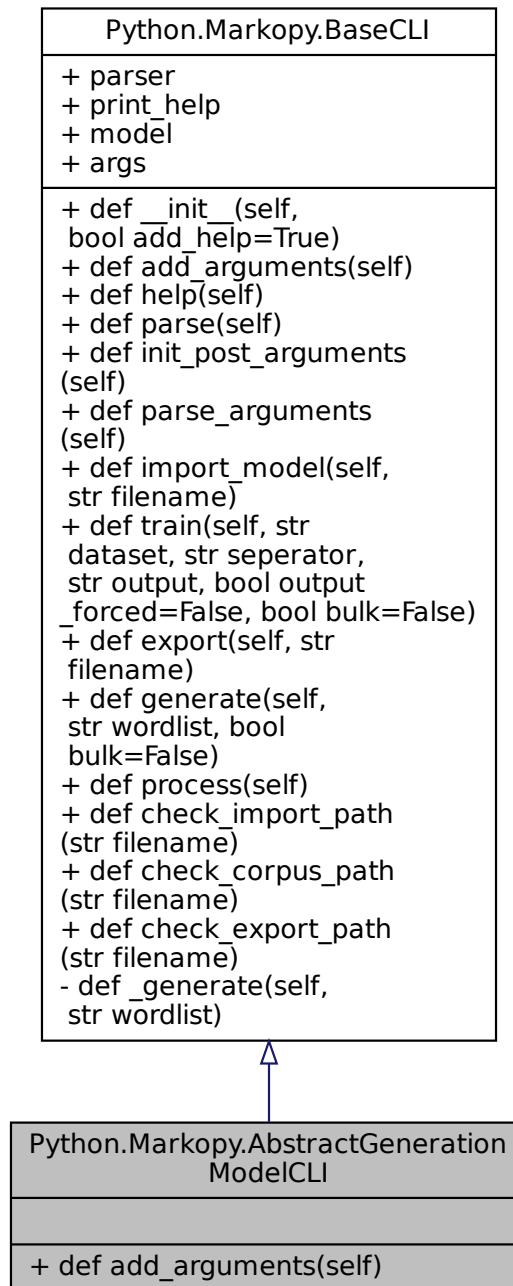 Python.Markopy.BaseCLI
+ parser
+ print_help
+ model
+ args
+ def __init__(self,
bool add_help=True)
+ def add_arguments(self)
+ def help(self)
+ def parse(self)
+ def init_post_arguments
(self)
+ def parse_arguments
(self)
+ def import_model(self,
str filename)
+ def train(self, str
dataset, str seperator,
str output, bool output
_forced=False, bool bulk=False)
+ def export(self, str
filename)
+ def generate(self,
str wordlist, bool
bulk=False)
+ def process(self)
+ def check_import_path
(str filename)
+ def check_corpus_path
(str filename)
+ def check_export_path
(str filename)
- def _generate(self,
str wordlist)
Python.Markopy.AbstractGeneration
ModelCLI
+ def add_arguments(self)